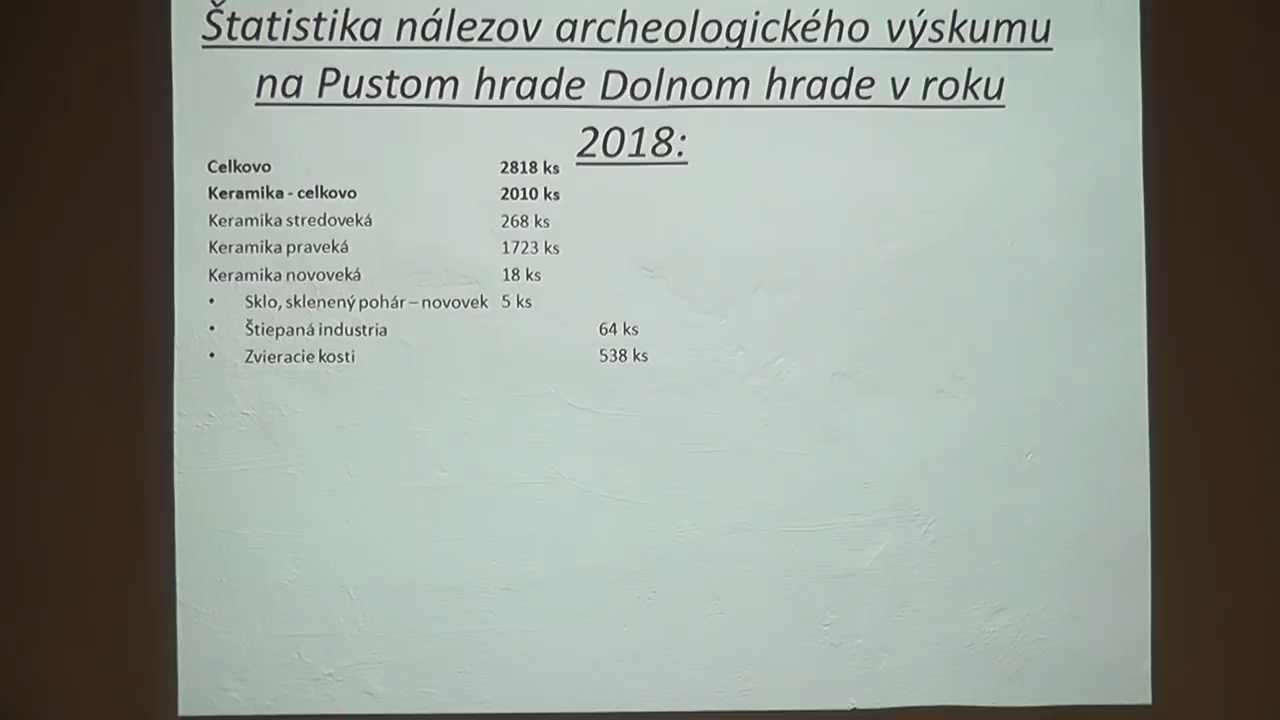 Štatistika nálezov archeologického výskumu
na Pustom hrade Dolnom hrade v roku
2018:
Celkovo 2818 ks
Keramika - celkovo 2010 ks
Keramika stredoveká 268 ks
Keramika praveká 1723 ks
Keramika novoveká 18 ks
• Sklo, sklenený pohár – novovek 5 ks
• Štiepaná industria 64 ks
• Zvieracie kosti 538 ks